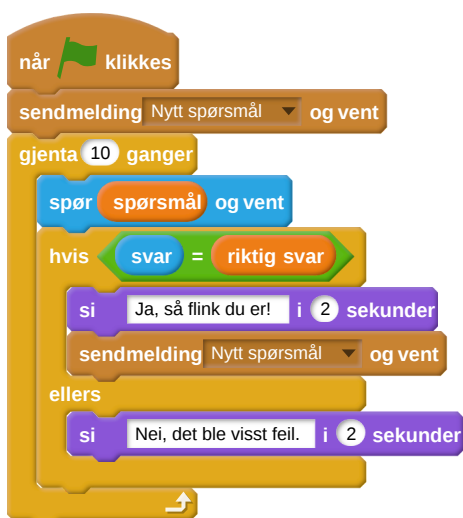 når klikkes
sendmelding Nytt spørsmål og vent
gjenta 10 ganger
spør spørsmål og vent
hvis svar = riktig svar
si Ja, så flink du er! i 2 sekunder
sendmelding Nytt spørsmål og vent
ellers
si Nei, det ble visst feil. i 2 sekunder